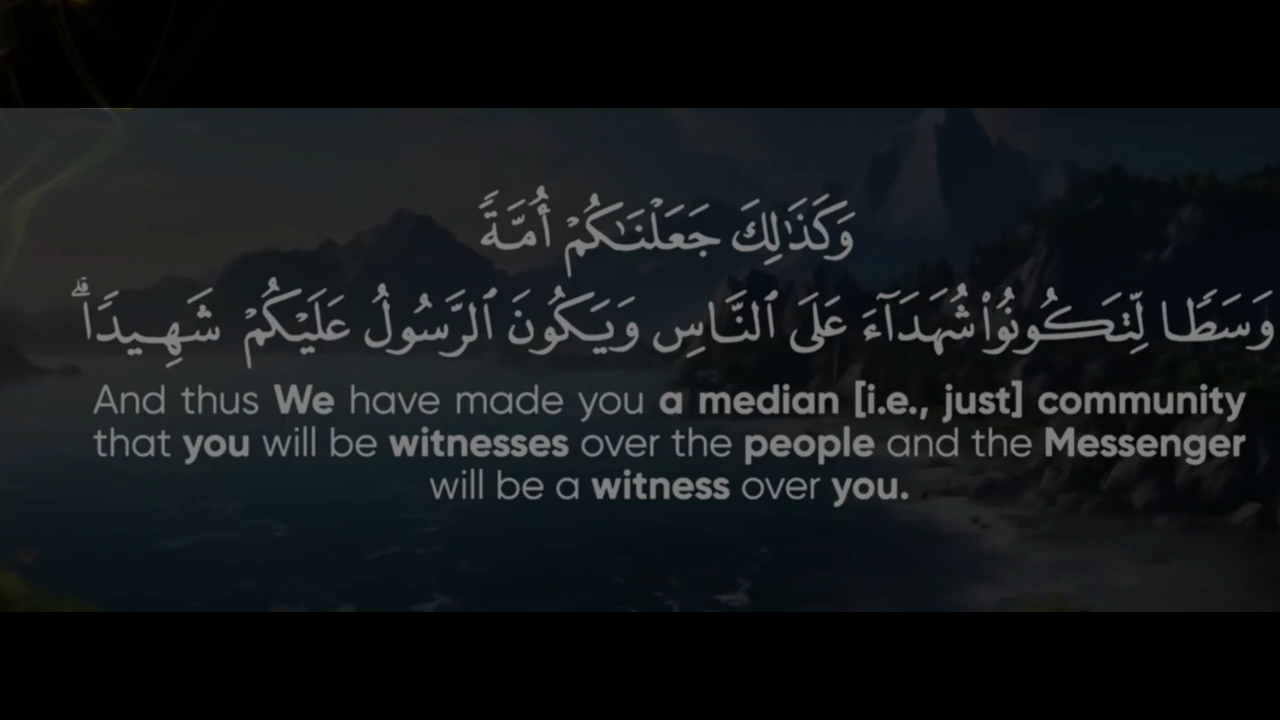 وَكَذَٰلِكَ جَعَلْنَـٰكُمْ أُمَّةً
وَسَطًا لِّتَكُونُوا۟ شُهَدَآءَ عَلَى ٱلنَّاسِ وَيَكُونَ ٱلرَّسُولُ عَلَيْكُمْ شَهِيدًا ۗ
And thus We have made you a median [i.e., just] community
that you will be witnesses over the people and the Messenger
will be a witness over you.